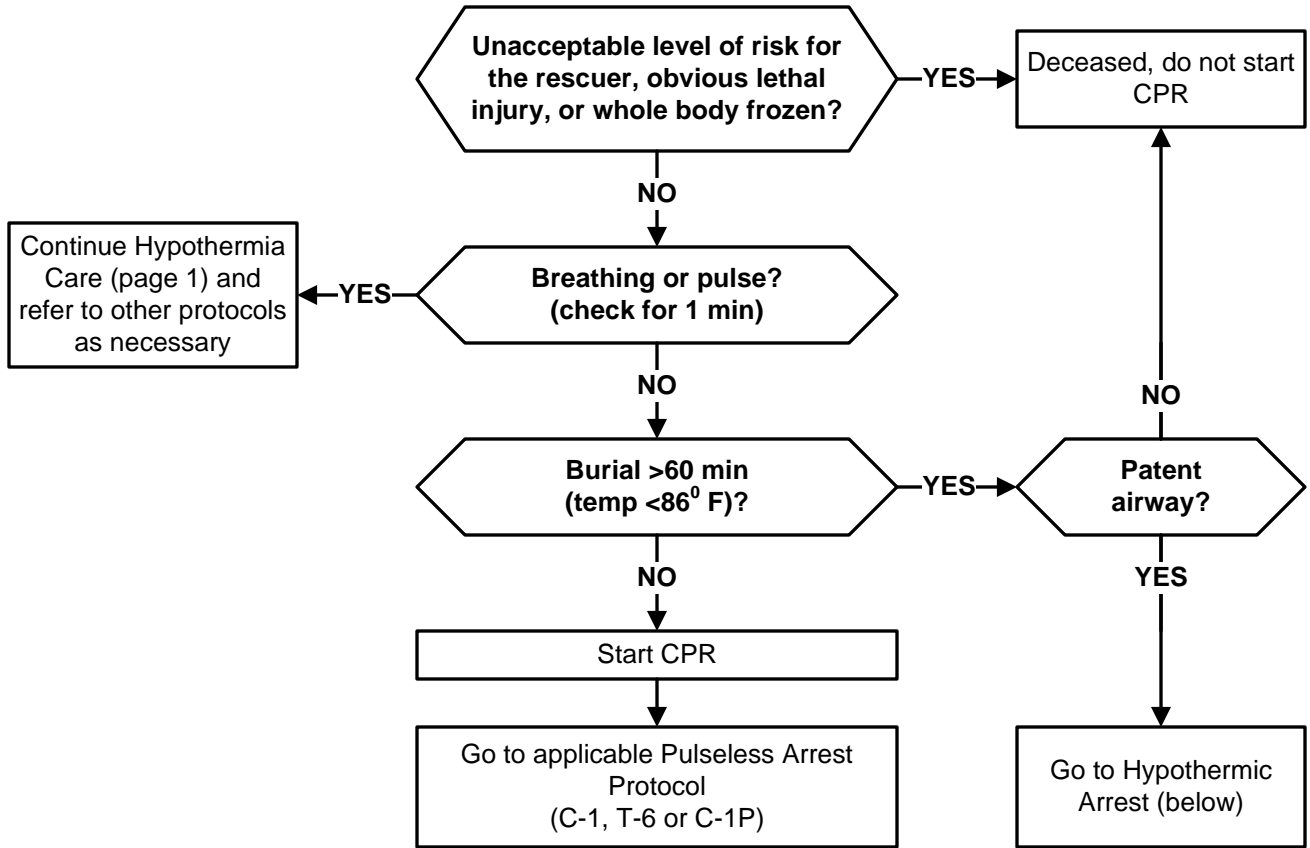 Unacceptable level of risk for
the rescuer, obvious lethal
injury, or whole body frozen?
YES
Deceased, do not start
CPR
NO
Continue Hypothermia
Care (page 1) and
refer to other protocols
as necessary
YES
Breathing or pulse?
(check for 1 min)
NO
NO
Burial >60 min
(temp <86⁰ F)?
YES
Patent
airway?
NO
YES
Start CPR
Go to applicable Pulseless Arrest
Protocol
(C-1, T-6 or C-1P)
Go to Hypothermic
Arrest (below)